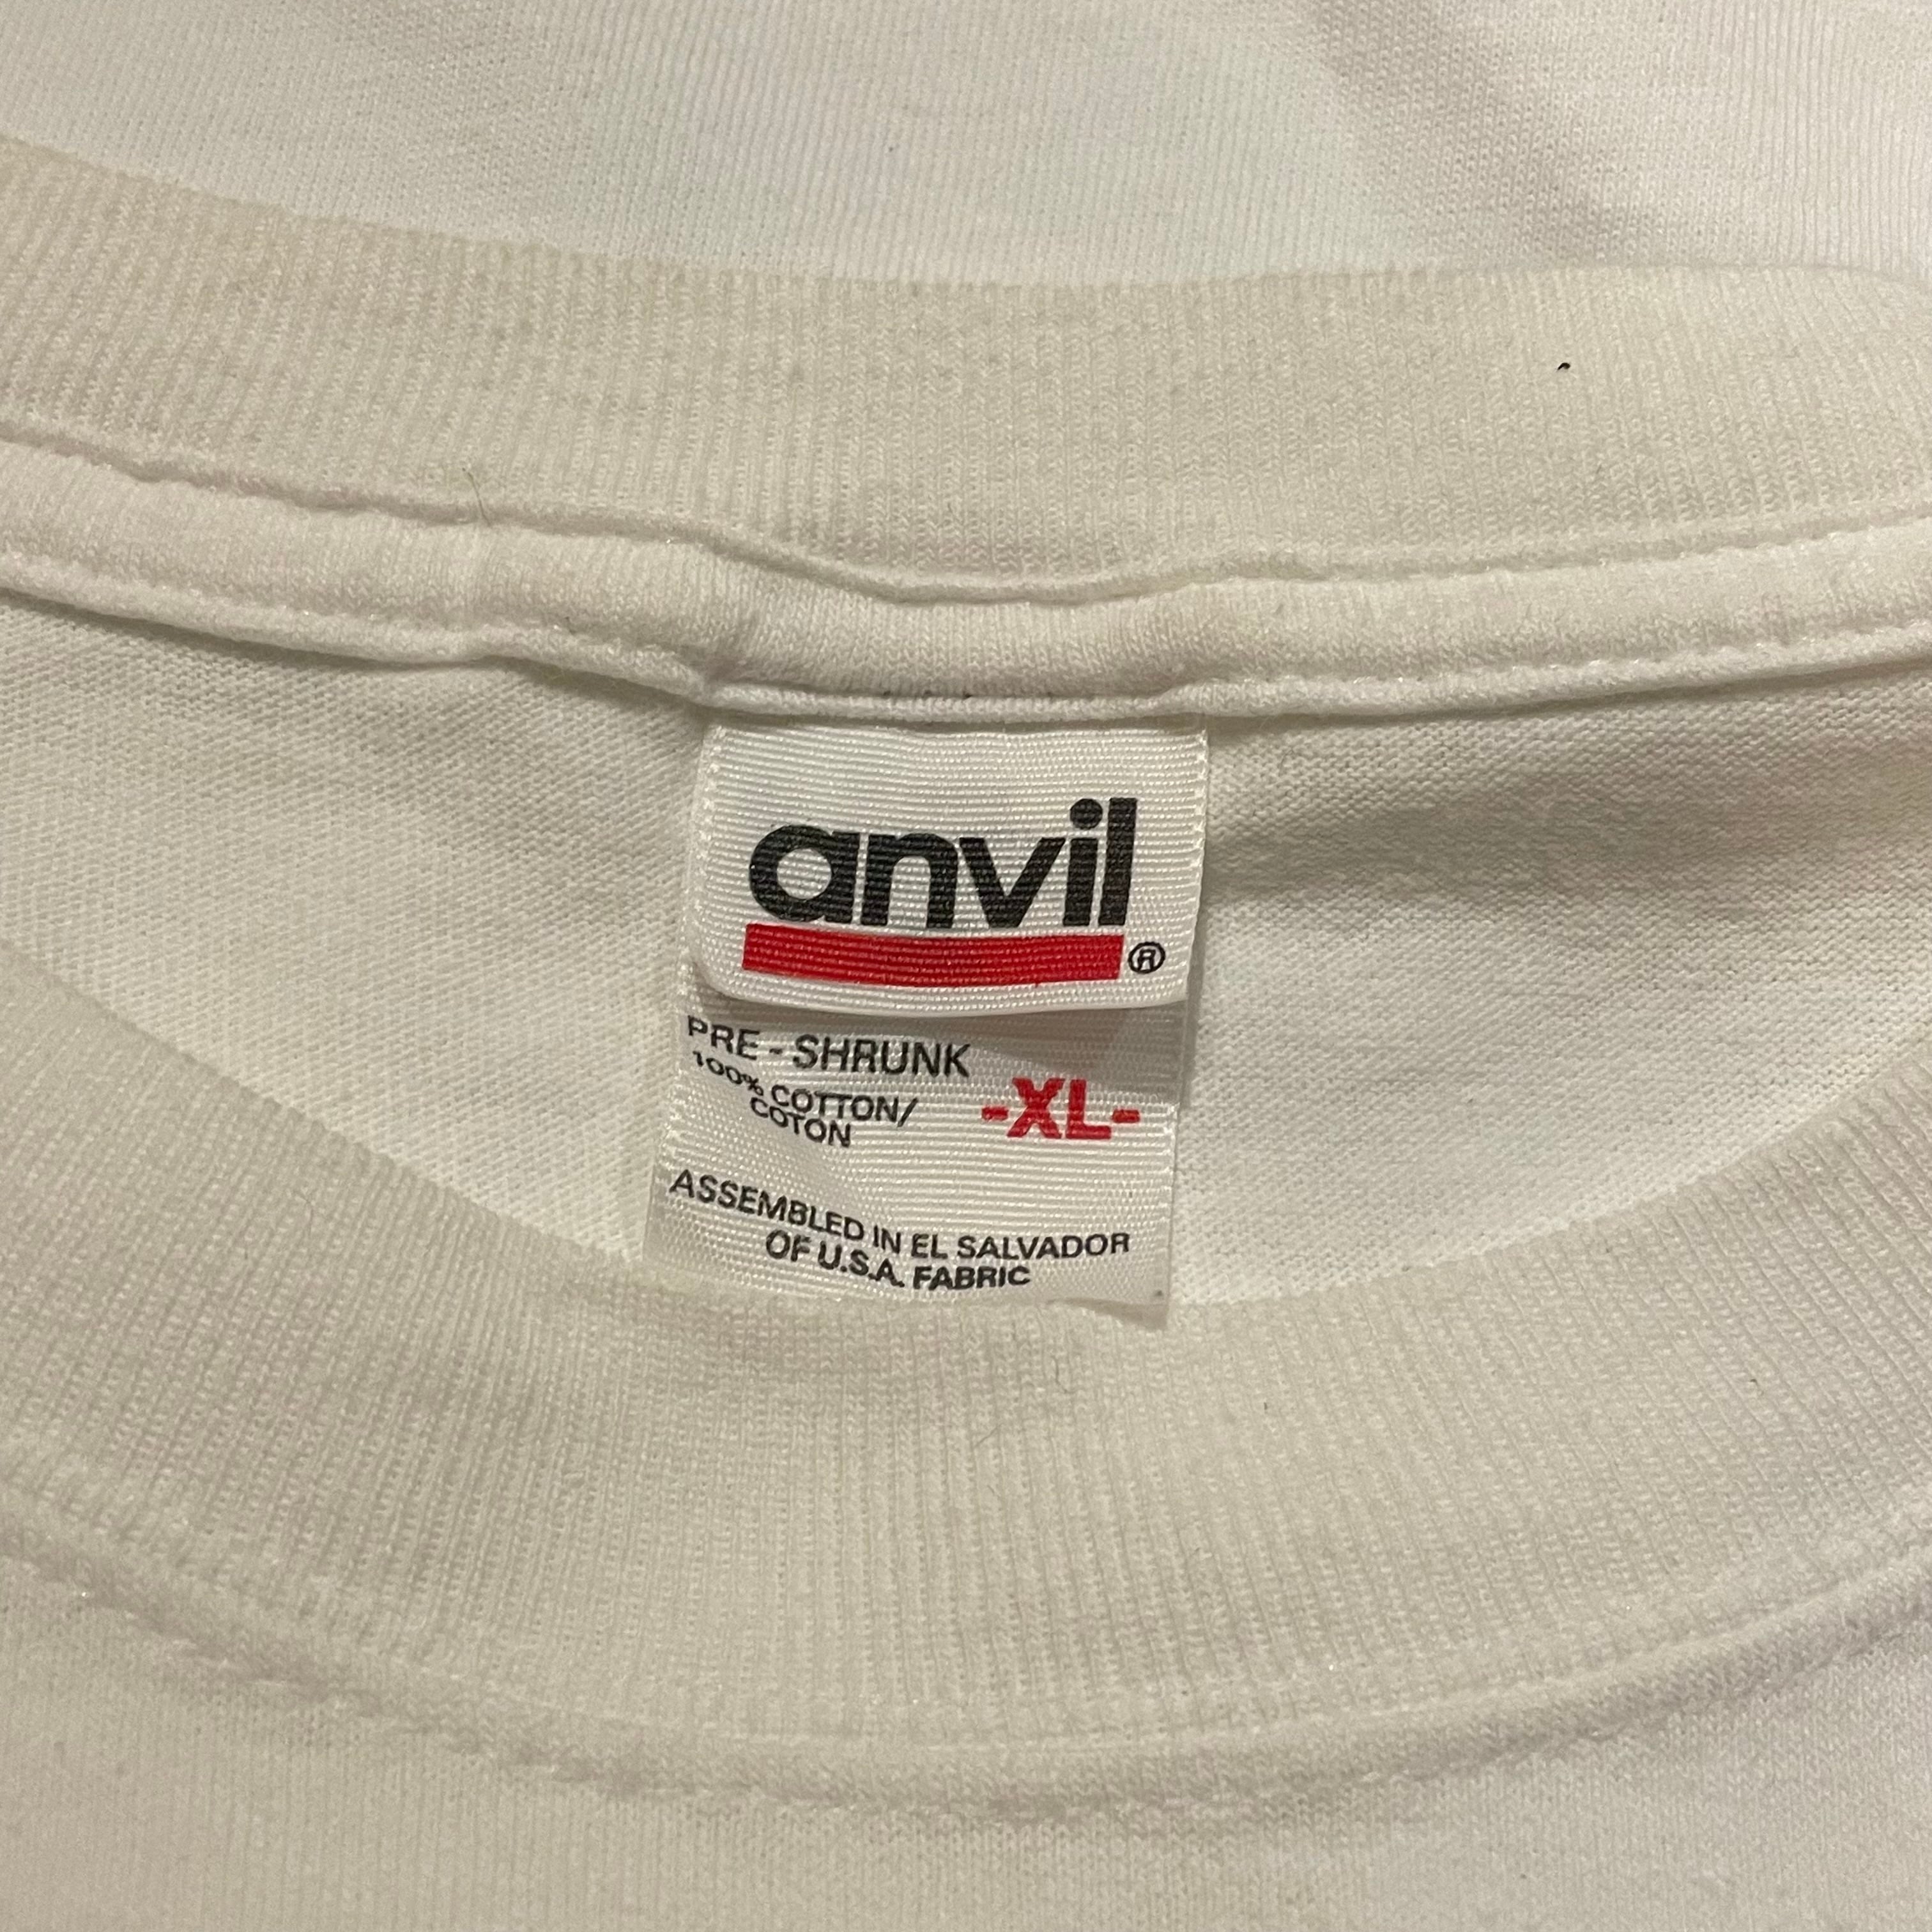 anvil ®
PRE - SHRUNK
100% COTTON/
COTON
-XL-
ASSEMBLED IN EL SALVADOR
OF U.S.A. FABRIC